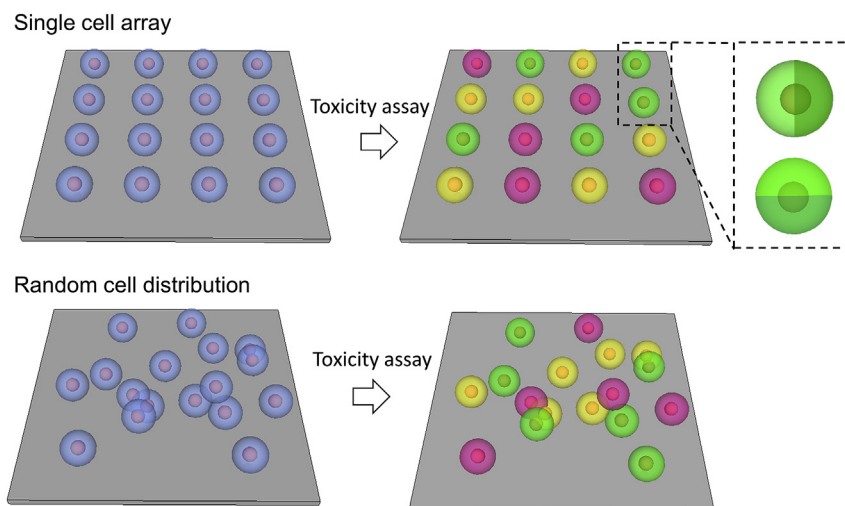 Single cell array
Toxicity assay
Random cell distribution
Toxicity assay